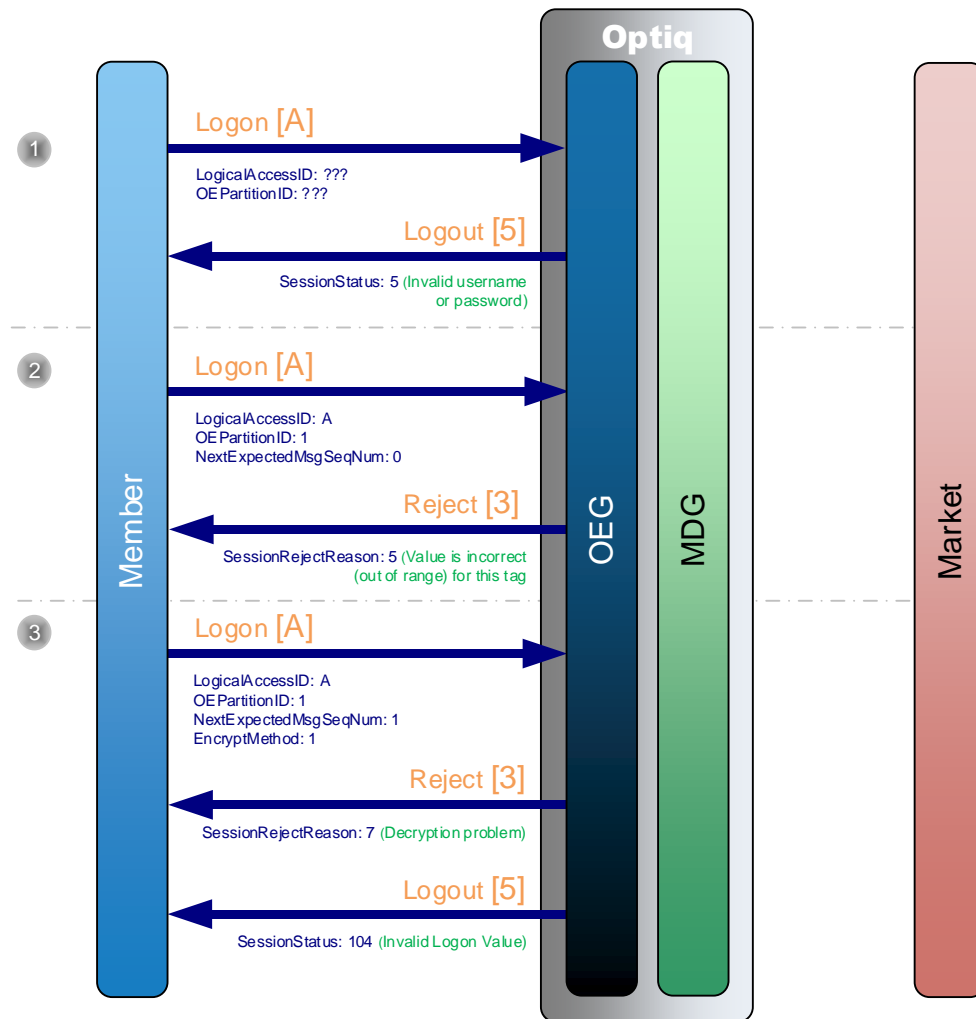 Optiq
1
Logon [A]
LogicalAccessID: ???
OEPartitionID: ???
Logout [5]
SessionStatus: 5 (Invalid username
or password)
2
Logon [A]
LogicalAccessID: A
OEPartitionID: 1
NextExpectedMsgSeqNum: 0
Reject [3]
SessionRejectReason: 5 (Value is incorrect
(out of range) for this tag
Member
OEG
MDG
Market
3
Logon [A]
LogicalAccessID: A
OEPartitionID: 1
NextExpectedMsgSeqNum: 1
EncryptMethod: 1
Reject [3]
SessionRejectReason: 7 (Decryption problem)
Logout [5]
SessionStatus: 104 (Invalid Logon Value)